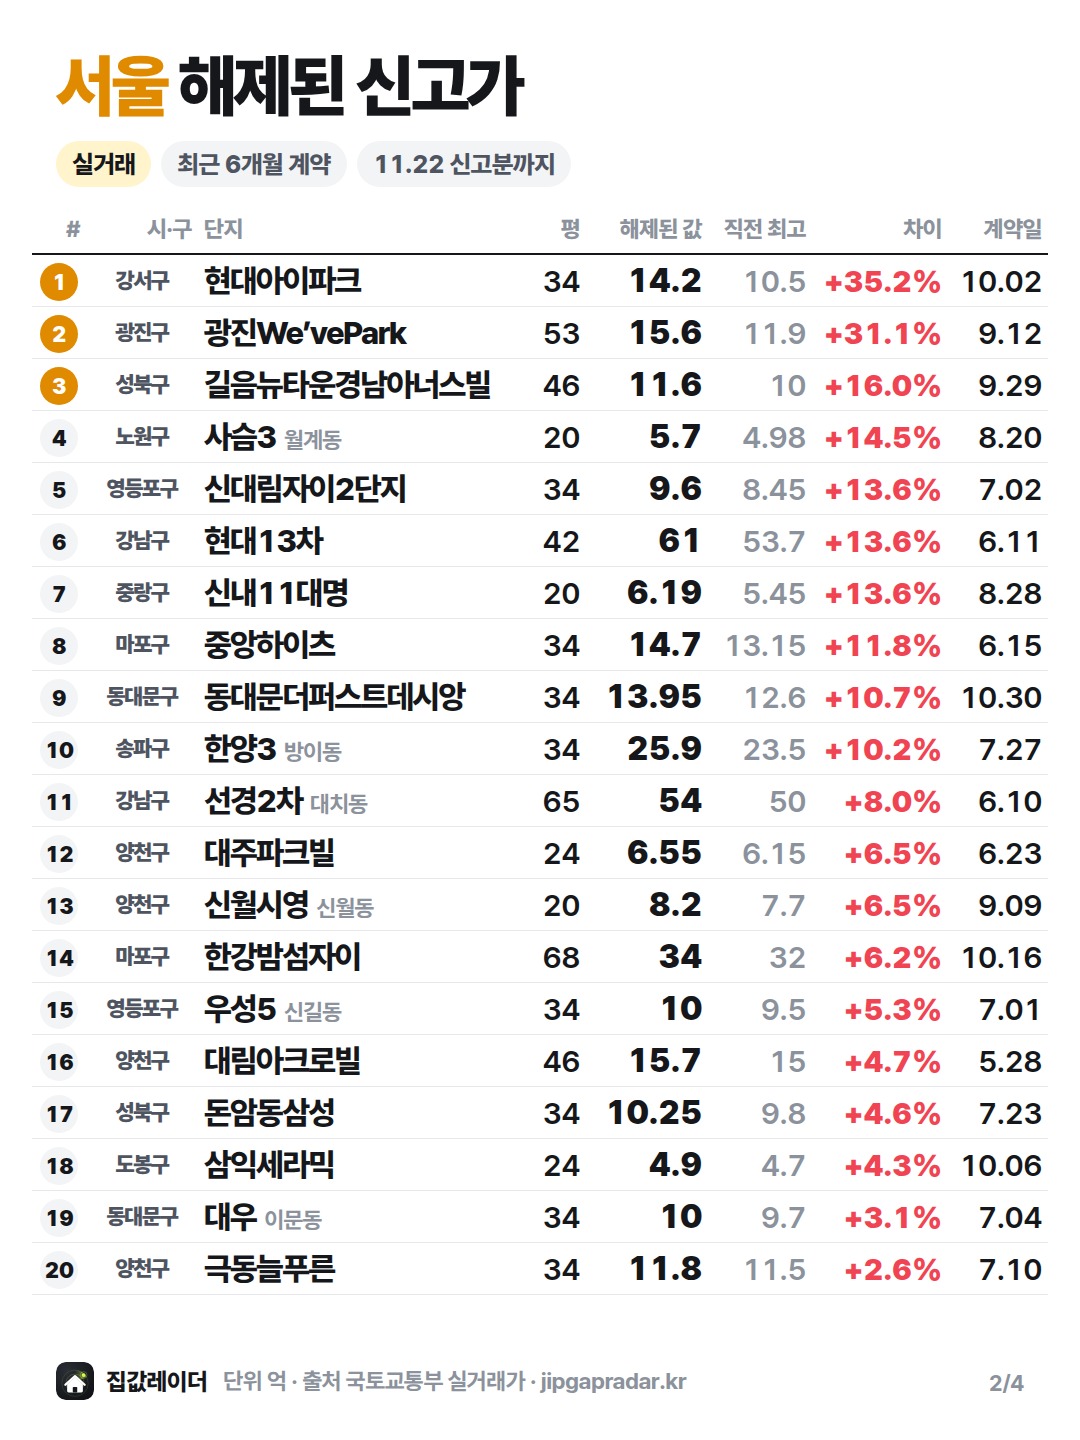 서울 해제된 신고가
실거래 최근 6개월 계약 11.22 신고분까지
# 시·구 단지 평 해제된 값 직전 최고 차이 계약일
1 강서구 현대아이파크 34 14.2 10.5 +35.2% 10.02
2 광진구 광진We'vePark 53 15.6 11.9 +31.1% 9.12
3 성북구 길음뉴타운경남아너스빌 46 11.6 10 +16.0% 9.29
4 노원구 사슴3 월계동 20 5.7 4.98 +14.5% 8.20
5 영등포구 신대림자이2단지 34 9.6 8.45 +13.6% 7.02
6 강남구 현대13차 42 61 53.7 +13.6% 6.11
7 중랑구 신내11대명 20 6.19 5.45 +13.6% 8.28
8 마포구 중앙하이츠 34 14.7 13.15 +11.8% 6.15
9 동대문구 동대문더퍼스트데시앙 34 13.95 12.6 +10.7% 10.30
10 송파구 한양3 방이동 34 25.9 23.5 +10.2% 7.27
11 강남구 선경2차 대치동 65 54 50 +8.0% 6.10
12 양천구 대주파크빌 24 6.55 6.15 +6.5% 6.23
13 양천구 신월시영 신월동 20 8.2 7.7 +6.5% 9.09
14 마포구 한강밤섬자이 68 34 32 +6.2% 10.16
15 영등포구 우성5 신길동 34 10 9.5 +5.3% 7.01
16 양천구 대림아크로빌 46 15.7 15 +4.7% 5.28
17 성북구 돈암동삼성 34 10.25 9.8 +4.6% 7.23
18 도봉구 삼익세라믹 24 4.9 4.7 +4.3% 10.06
19 동대문구 대우 이문동 34 10 9.7 +3.1% 7.04
20 양천구 극동늘푸른 34 11.8 11.5 +2.6% 7.10
집값레이더 단위 억 · 출처 국토교통부 실거래가 · jipgapradar.kr 2/4